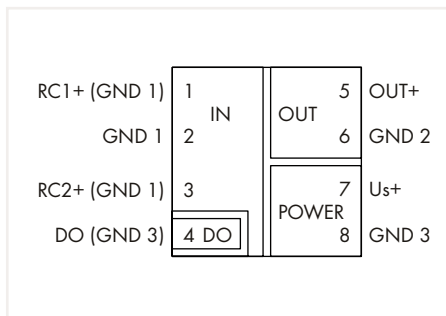 RC1+ (GND 1) 1 5 OUT+
IN OUT
GND 1 2 6 GND 2
RC2+ (GND 1) 3 7 Us+
POWER
DO (GND 3) 4 DO 8 GND 3